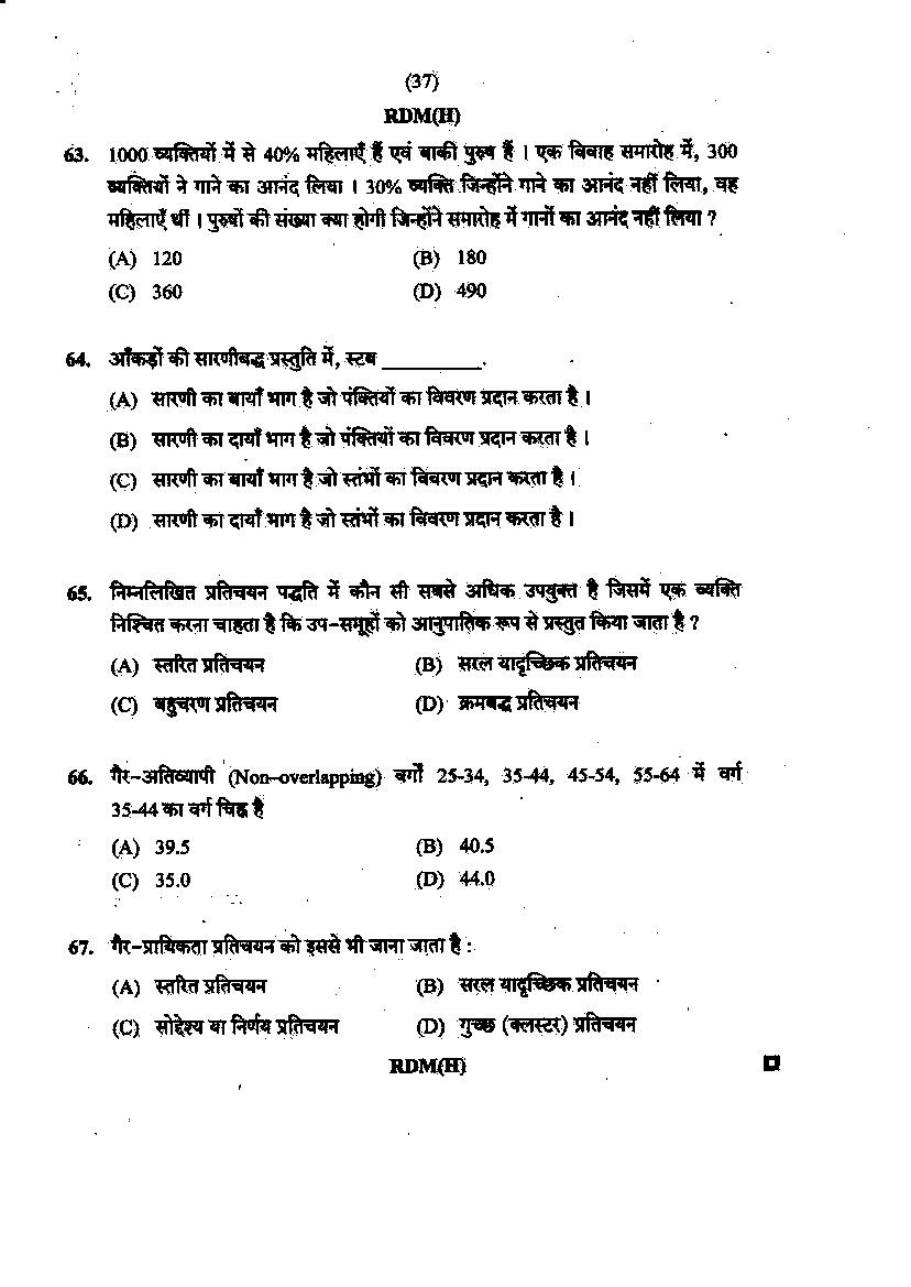 (37)
RDM(H)
63. 1000 व्यक्तियों में से 40% महिलाएँ हैं एवं बाकी पुरुष हैं । एक विवाह समारोह में, 300
व्यक्तियों ने गाने का आनंद लिया । 30% व्यक्ति जिन्होंने गाने का आनंद नहीं लिया, वह
महिलाएँ थीं । पुरुषों की संख्या क्या होगी जिन्होंने समारोह में गानों का आनंद नहीं लिया ?
(A) 120 (B) 180
(C) 360 (D) 490
64. आँकड़ों की सारणीबद्ध प्रस्तुति में, स्टब __________.
(A) सारणी का बायाँ भाग है जो पंक्तियों का विवरण प्रदान करता है ।
(B) सारणी का दायाँ भाग है जो पंक्तियों का विवरण प्रदान करता है ।
(C) सारणी का बायाँ भाग है जो स्तंभों का विवरण प्रदान करता है ।
(D) सारणी का दायाँ भाग है जो स्तंभों का विवरण प्रदान करता है ।
65. निम्नलिखित प्रतिचयन पद्धति में कौन सी सबसे अधिक उपयुक्त है जिसमें एक व्यक्ति
निश्चित करना चाहता है कि उप-समूहों को आनुपातिक रूप से प्रस्तुत किया जाता है ?
(A) स्तरित प्रतिचयन (B) सरल यादृच्छिक प्रतिचयन
(C) बहुचरण प्रतिचयन (D) क्रमबद्ध प्रतिचयन
66. गैर-अतिव्यापी (Non-overlapping) वर्गों 25-34, 35-44, 45-54, 55-64 में वर्ग
35-44 का वर्ग चिह्न है
(A) 39.5 (B) 40.5
(C) 35.0 (D) 44.0
67. गैर-प्रायिकता प्रतिचयन को इससे भी जाना जाता है :
(A) स्तरित प्रतिचयन (B) सरल यादृच्छिक प्रतिचयन
(C) सोद्देश्य या निर्णय प्रतिचयन (D) गुच्छ (क्लस्टर) प्रतिचयन
RDM(H)